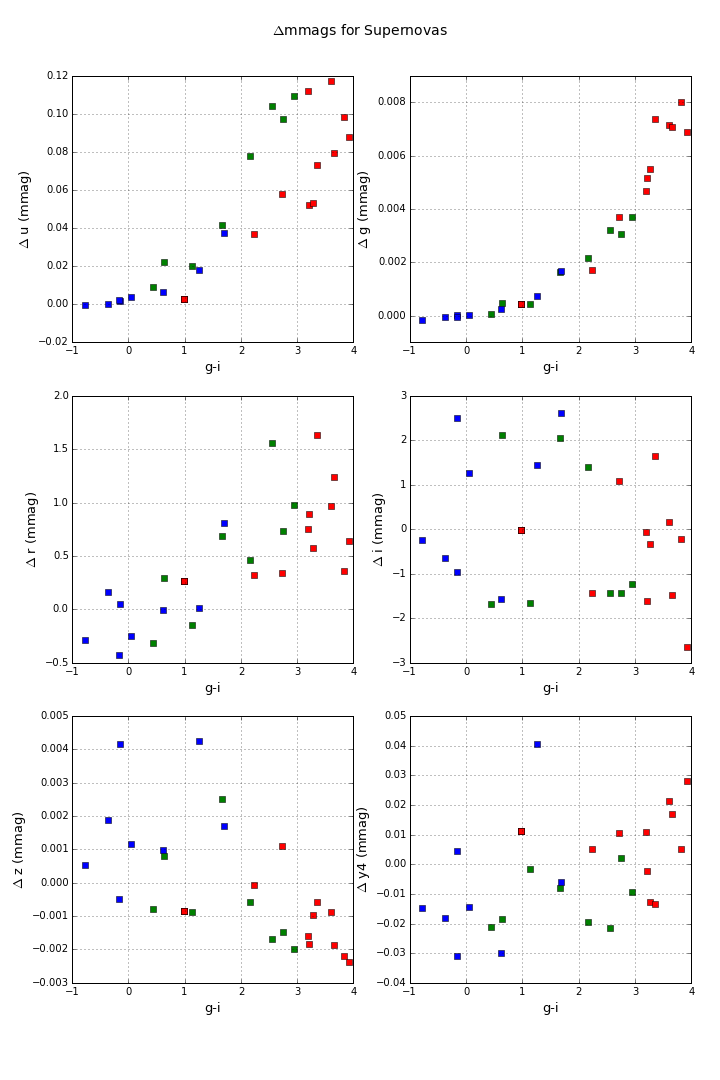 Δmmags for Supernovas
0.12
0.10
0.08
0.06
0.04
0.02
0.00
−0.02
Δ u (mmag)
−1 0 1 2 3 4
g-i
0.008
0.006
0.004
0.002
0.000
Δ g (mmag)
−1 0 1 2 3 4
g-i
2.0
1.5
1.0
0.5
0.0
−0.5
Δ r (mmag)
−1 0 1 2 3 4
g-i
3
2
1
0
−1
−2
−3
Δ i (mmag)
−1 0 1 2 3 4
g-i
0.005
0.004
0.003
0.002
0.001
0.000
−0.001
−0.002
−0.003
Δ z (mmag)
−1 0 1 2 3 4
g-i
0.05
0.04
0.03
0.02
0.01
0.00
−0.01
−0.02
−0.03
−0.04
Δ y4 (mmag)
−1 0 1 2 3 4
g-i